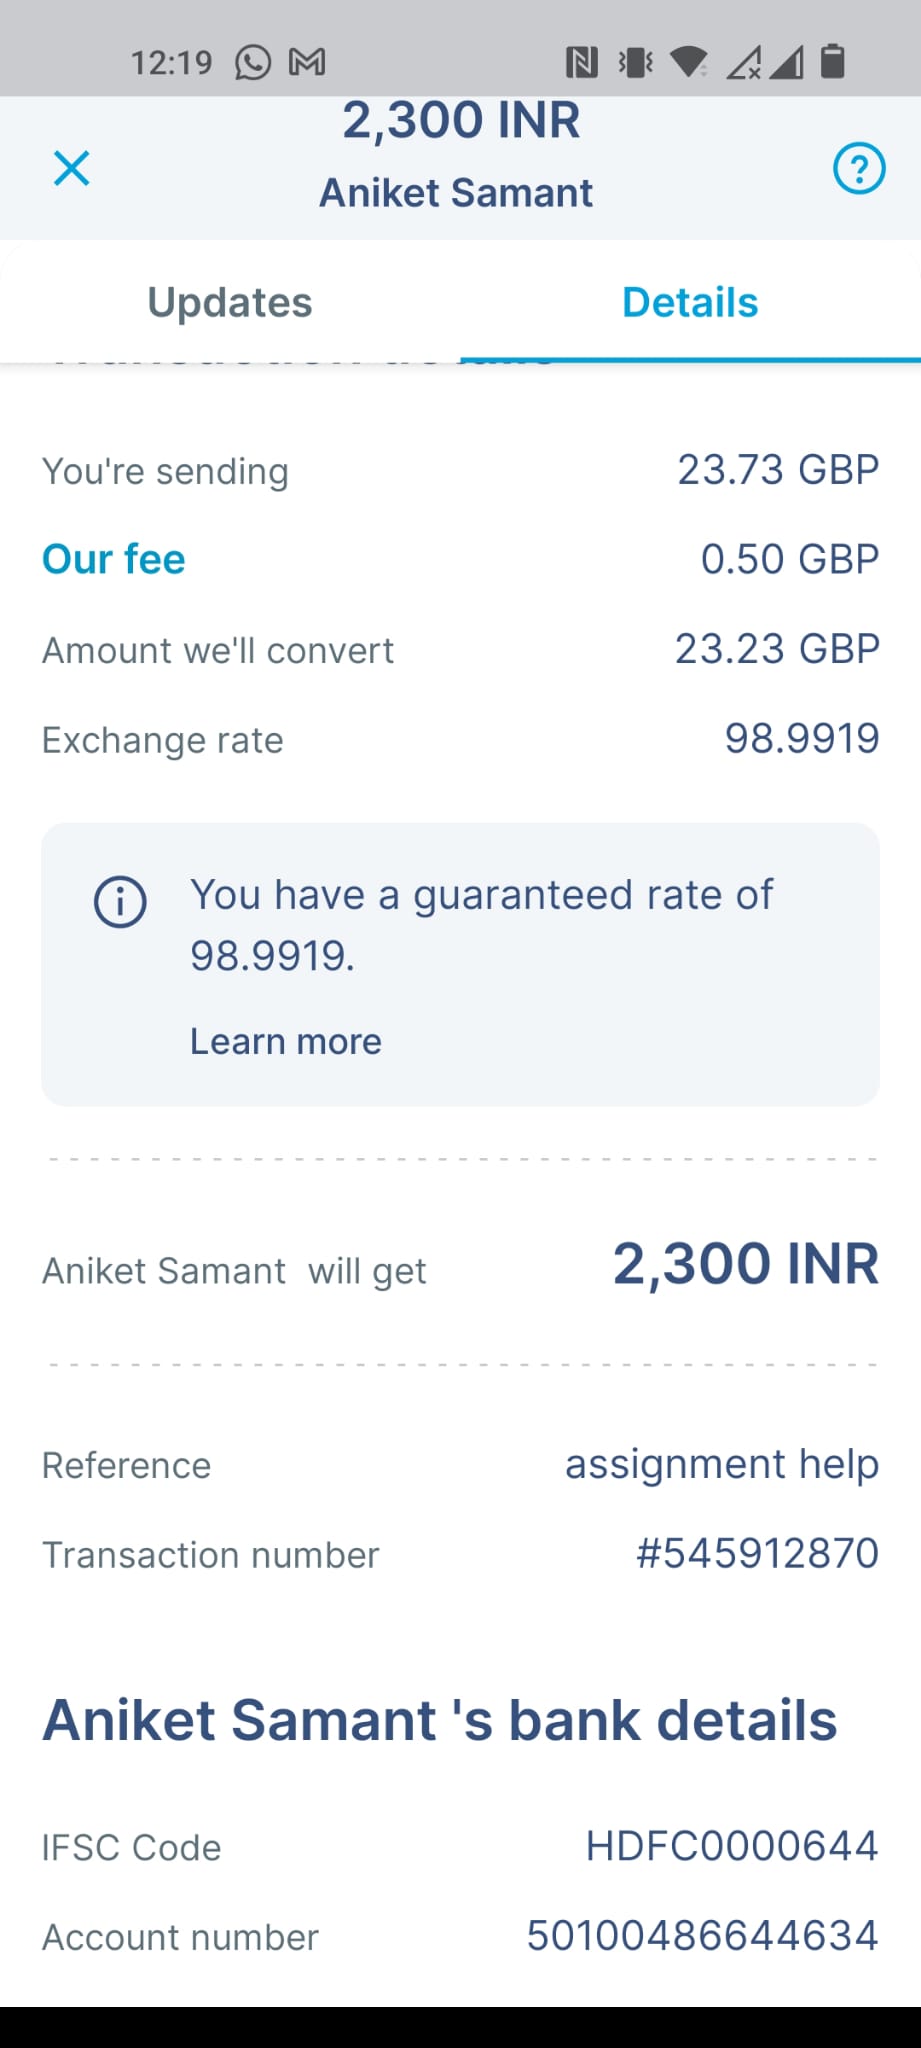 12:19
2,300 INR
Aniket Samant
Updates
Details
You're sending
23.73 GBP
Our fee
0.50 GBP
Amount we'll convert
23.23 GBP
Exchange rate
98.9919
You have a guaranteed rate of
98.9919.
Learn more
Aniket Samant  will get
2,300 INR
Reference
assignment help
Transaction number
#545912870
Aniket Samant 's bank details
IFSC Code
HDFC0000644
Account number
50100486644634